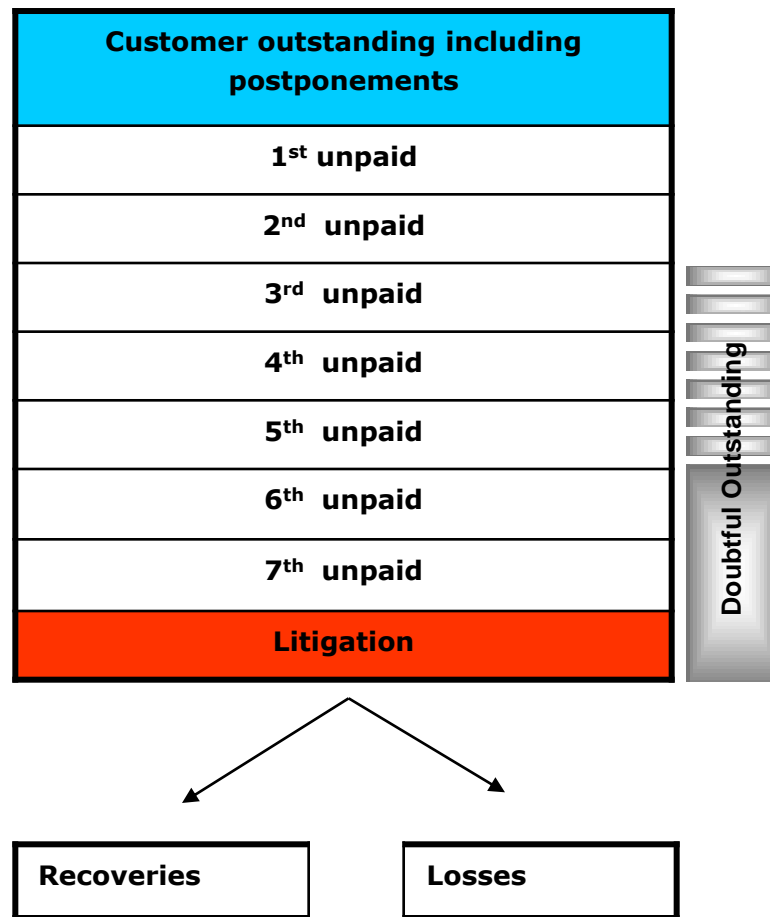 Customer outstanding including
postponements
1st unpaid
2nd unpaid
3rd unpaid
4th unpaid
5th unpaid
6th unpaid
7th unpaid
Litigation
Doubtful Outstanding
Recoveries
Losses